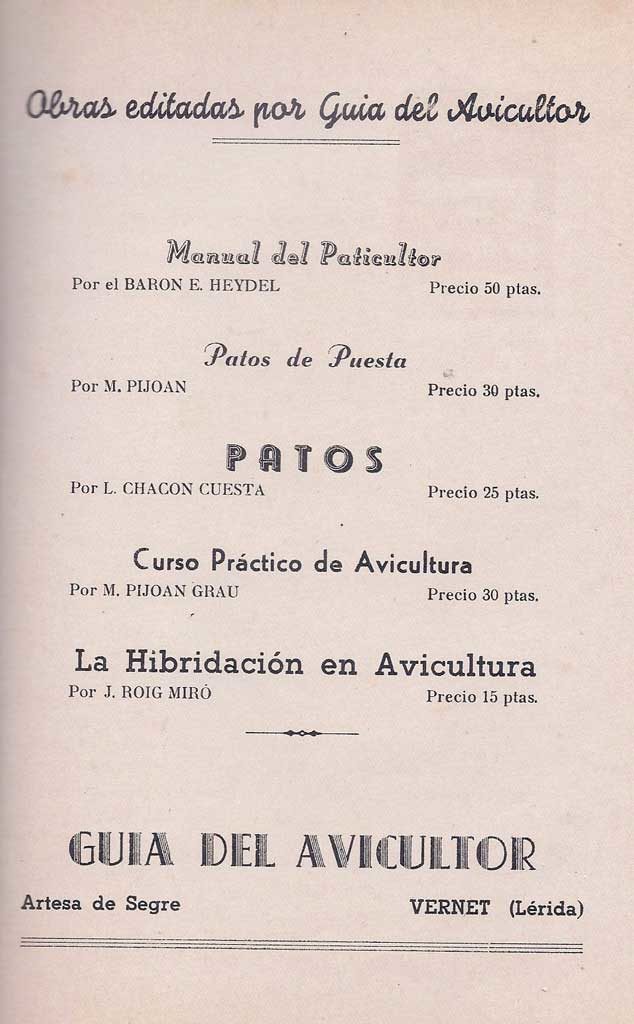 Obras editadas por Guia del Avicultor
Manual del Paticultor
Por el BARON E. HEYDEL Precio 50 ptas.
Patos de Puesta
Por M. PIJOAN Precio 30 ptas.
PATOS
Por L. CHACON CUESTA Precio 25 ptas.
Curso Práctico de Avicultura
Por M. PIJOAN GRAU Precio 30 ptas.
La Hibridación en Avicultura
Por J. ROIG MIRÓ Precio 15 ptas.
GUIA DEL AVICULTOR
Artesa de Segre VERNET (Lérida)